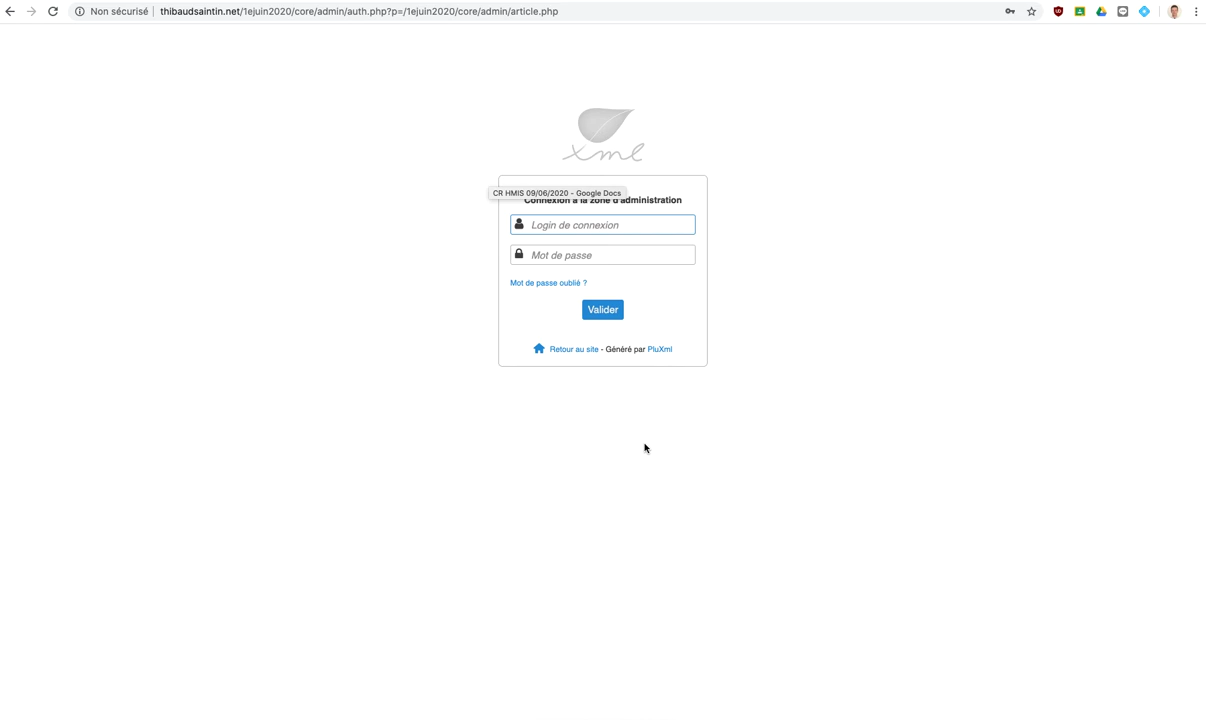 Non sécurisé | thibaudsaintin.net/1ejuin2020/core/admin/auth.php?p=/1ejuin2020/core/admin/article.php
xml
CR HMIS 09/06/2020 - Google Docs
Connexion à la zone d'administration
Login de connexion
Mot de passe
Mot de passe oublié ?
Valider
Retour au site - Généré par PluXml